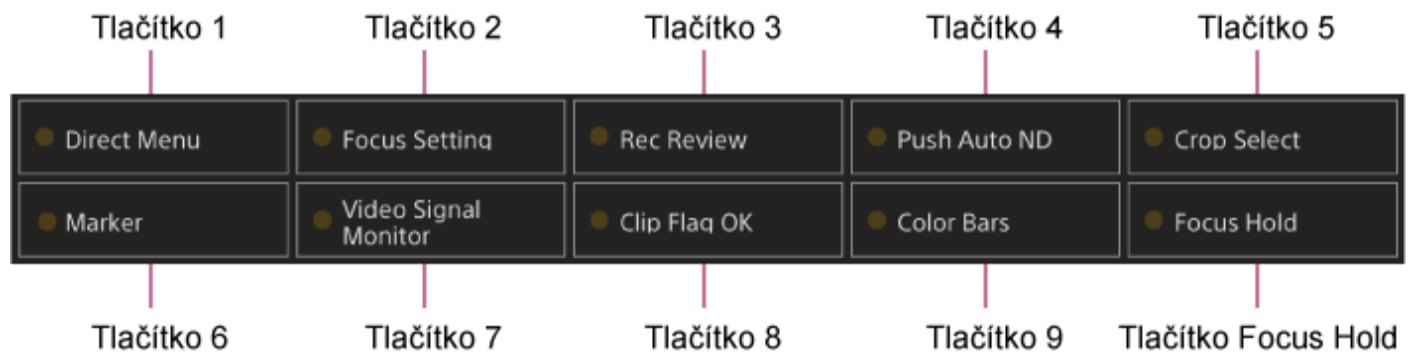 Tlačítko 1 Tlačítko 2 Tlačítko 3 Tlačítko 4 Tlačítko 5
Direct Menu Focus Setting Rec Review Push Auto ND Crop Select
Marker Video Signal Monitor Clip Flag OK Color Bars Focus Hold
Tlačítko 6 Tlačítko 7 Tlačítko 8 Tlačítko 9 Tlačítko Focus Hold